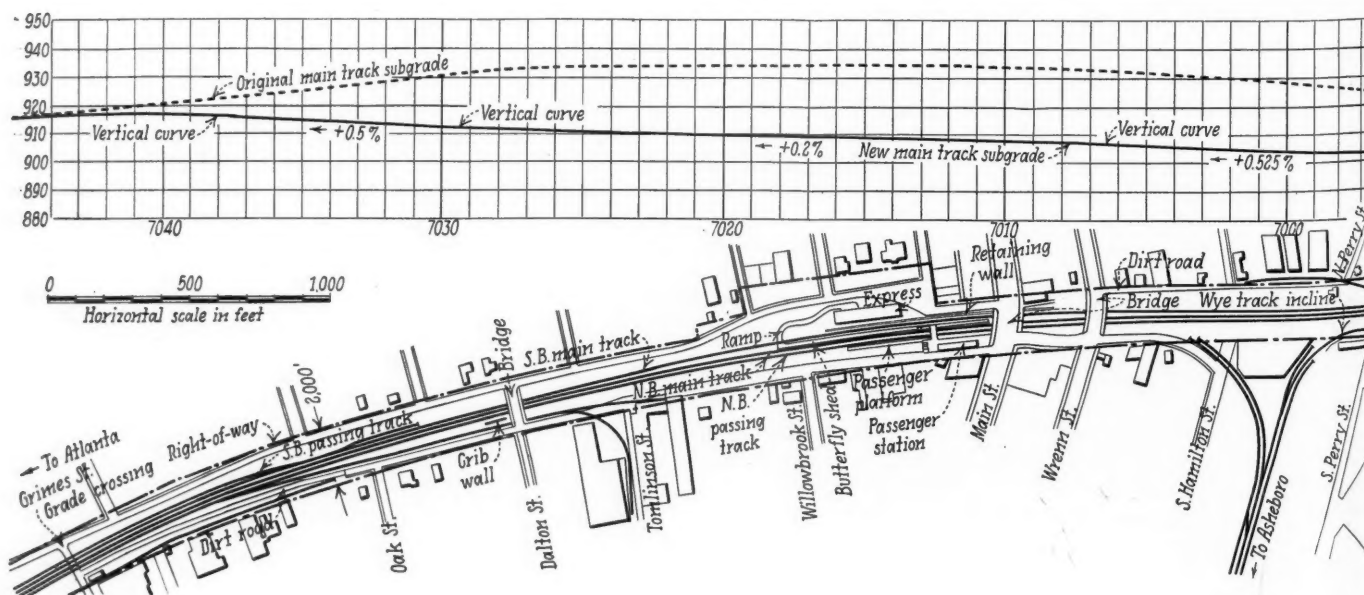 950
940
930
920
910
900
890
880
Original main track subgrade
Vertical curve
+0.5%
Vertical curve
+0.2%
New main track subgrade
Vertical curve
+0.525%
7040
7030
7020
7010
7000
0 500 1,000
Horizontal scale in feet
To Atlanta
Grimes St.
Grade crossing
Right-of-way
2,000'
S.B. passing track
Dirt road
Oak St.
Crib
wall
Bridge
Dalton St.
S.B. main track
N.B. main track
Tomlinson St.
Ramp
N.B.
passing
track
Express
Willowbrook St.
Butterfly shed
Passenger
platform
Passenger
station
Retaining
wall
Main St.
Wrenn St.
Dirt road
Bridge
Wye track incline
N. Perry St.
S. Hamilton St.
S. Perry St.
To Asheboro